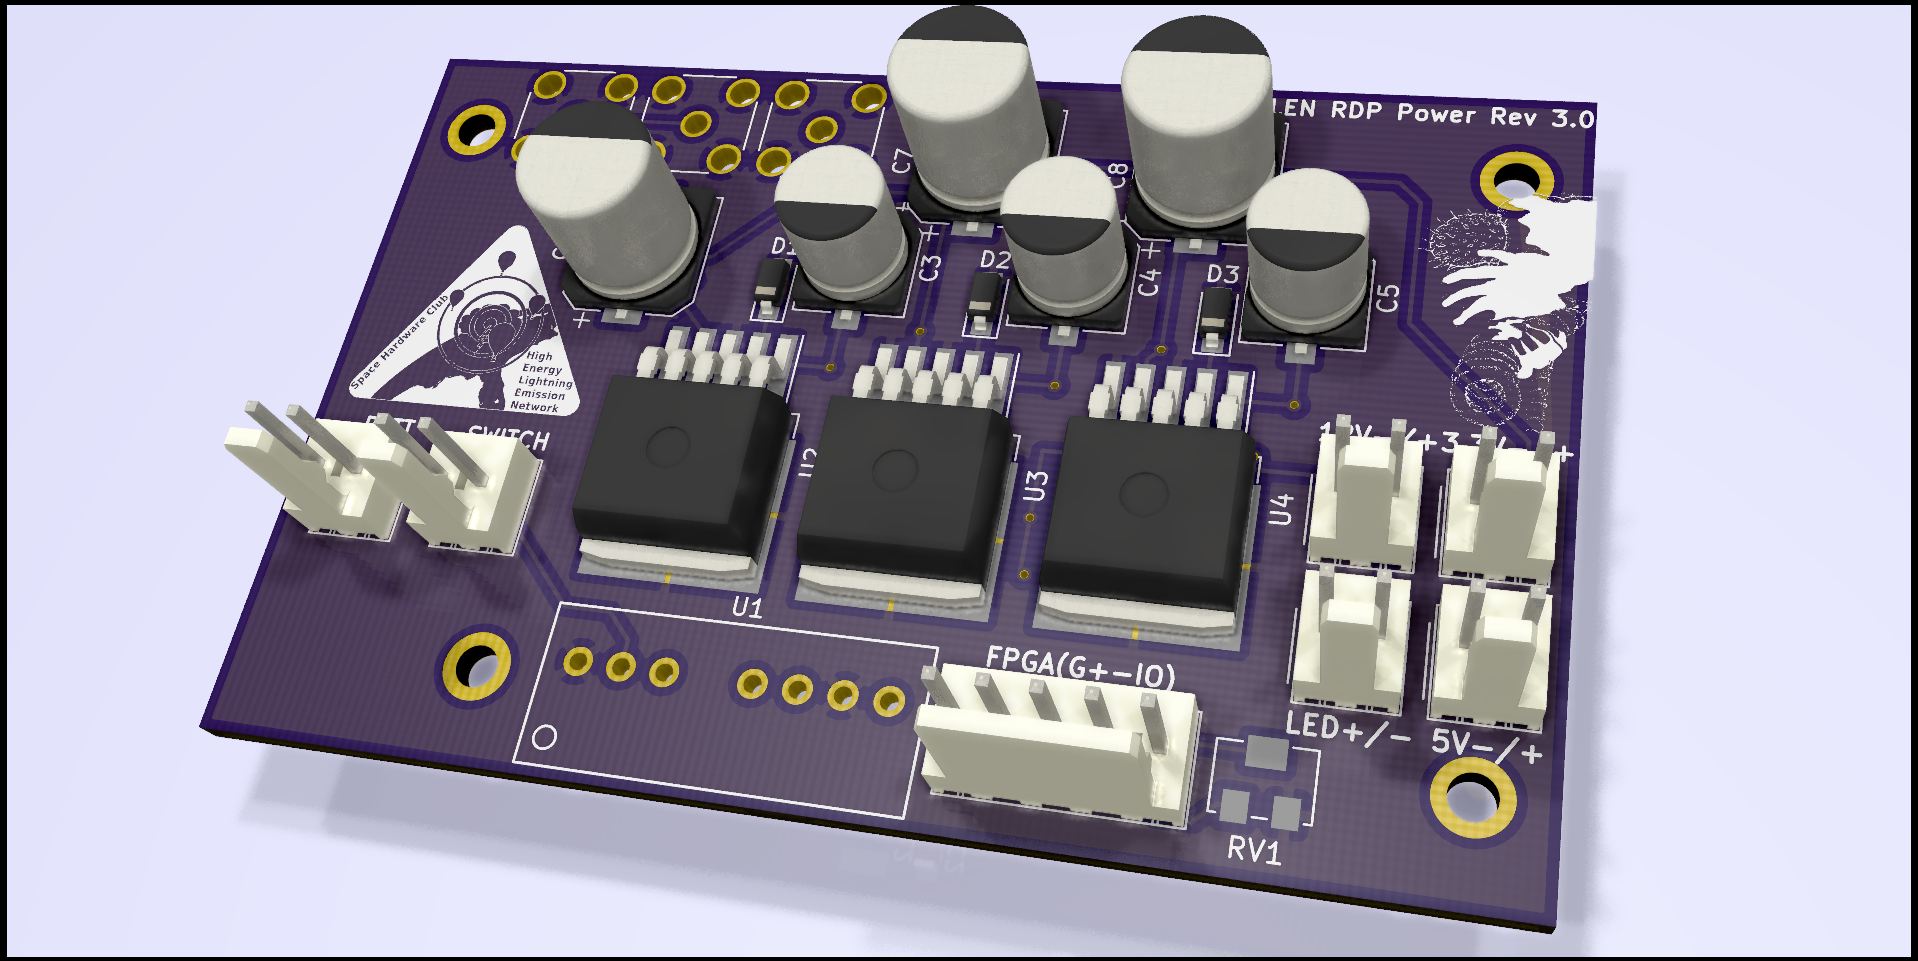 LEN RDP Power Rev 3.0
C7
C8
D1
C3
D2
C4
D3
C5
Space Hardware Club
High
Energy
Lightning
Emission
Network
SWITCH
U2
U3
U4
U1
FPGA(G+-IO)
LED+/-
5V-/+
RV1